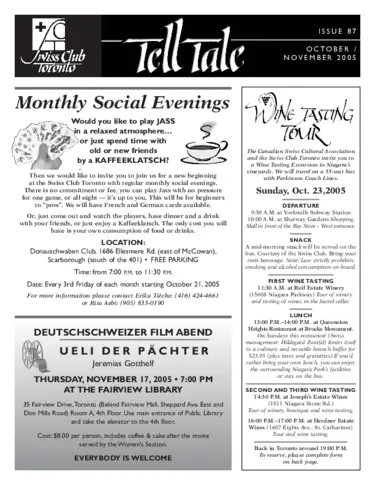 ISSUE 87
OCTOBER /
NOVEMBER 2005
Swiss Club
Toronto
Tell Tale
Monthly Social Evenings
Would you like to play JASS
in a relaxed atmosphere…
or just spend time with
old or new friends
by a KAFFEEKLATSCH?
Then we would like to invite you to join us for a new beginning
at the Swiss Club Toronto with regular monthly social evenings.
There is no commitment or fee, you can play Jass with no pressure
for one game, or all night — it's up to you. This will be for beginners
to "pros". We will have French and German cards available.
Or, just come out and watch the players, have dinner and a drink
with your friends, or just enjoy a Kaffeeklatsch. The only cost you will
have is your own consumption of food or drinks.
LOCATION:
Donauschwaben Club, 1686 Ellesmere Rd. (east of McCowan),
Scarborough (south of the 401) • FREE PARKING
Time: from 7:00 P.M. to 11:30 P.M.
Date: Every 3rd Friday of each month starting October 21, 2005
For more information please contact Erika Tläche (416) 424-4661
or Rita Aabi: (905) 833-0190
DEUTSCHSCHWEIZER FILM ABEND
UELI DER PÄCHTER
Jeremias Gotthelf
THURSDAY, NOVEMBER 17, 2005 • 7:00 PM
AT THE FAIRVIEW LIBRARY
35 Fairview Drive, Toronto (Behind Fairview Mall, Sheppard Ave. East and
Don Mills Road) Room A, 4th Floor. Use main entrance of Public Library
and take the elevator to the 4th floor.
Cost: $8.00 per person, includes coffee & cake after the movie
served by the Women's Section.
EVERYBODY IS WELCOME
WINE TASTING
TOUR
The Canadian Swiss Cultural Association
and the Swiss Club Toronto invite you to
a Wine Tasting Excursion to Niagara's
vineyards. We will travel on a 55-seat bus
with Parkinson Coach Lines.
Sunday, Oct. 23, 2005
DEPARTURE
9:30 A.M. at Yorkmills Subway Station
10:00 A.M. at Sherway Gardens Shopping
Mall in front of the Bay Store – West entrance.
SNACK
A mid-morning snack will be served on the
bus. Courtesy of the Swiss Club. Bring your
own beverage. Note: Law strictly prohibits
smoking and alcohol consumption on board.
FIRST WINE TASTING
11:30 A.M. at Reif Estate Winery
(15608 Niagara Parkway) Tour of winery
and tasting of wines in the barrel cellar.
LUNCH
13:00 P.M.–14:00 P.M. at Queenston
Heights Restaurant at Brocks Monument.
On Sundays this restaurant (Swiss
management: Hildegard Runfeldt) invites itself
to a culinary and versatile brunch buffet for
$23.95 (plus taxes and gratuities) If you'd
rather bring your own lunch, you can enjoy
the surrounding Niagara Park's facilities
or stay on the bus.
SECOND AND THIRD WINE TASTING
14:30 P.M. at Joseph's Estate Wines
(1811 Niagara Stone Rd.)
Tour of winery, boutique and wine tasting.
16:00 P.M.–17:00 P.M. at Hernder Estate
Wines (1607 Eighth Ave., St. Catharines)
Tour and wine tasting.
Back in Toronto around 19:00 P.M.
To reserve, please complete form
on back page.